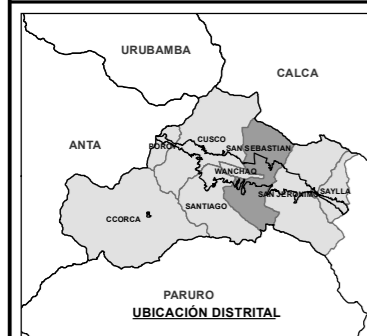 URUBAMBA
CALCA
ANTA
CUSCO
POROY
SAN SEBASTIAN
WANCHAQ
SAN JERONIMO
SAYLLA
SANTIAGO
CCORCA
PARURO
UBICACIÓN DISTRITAL